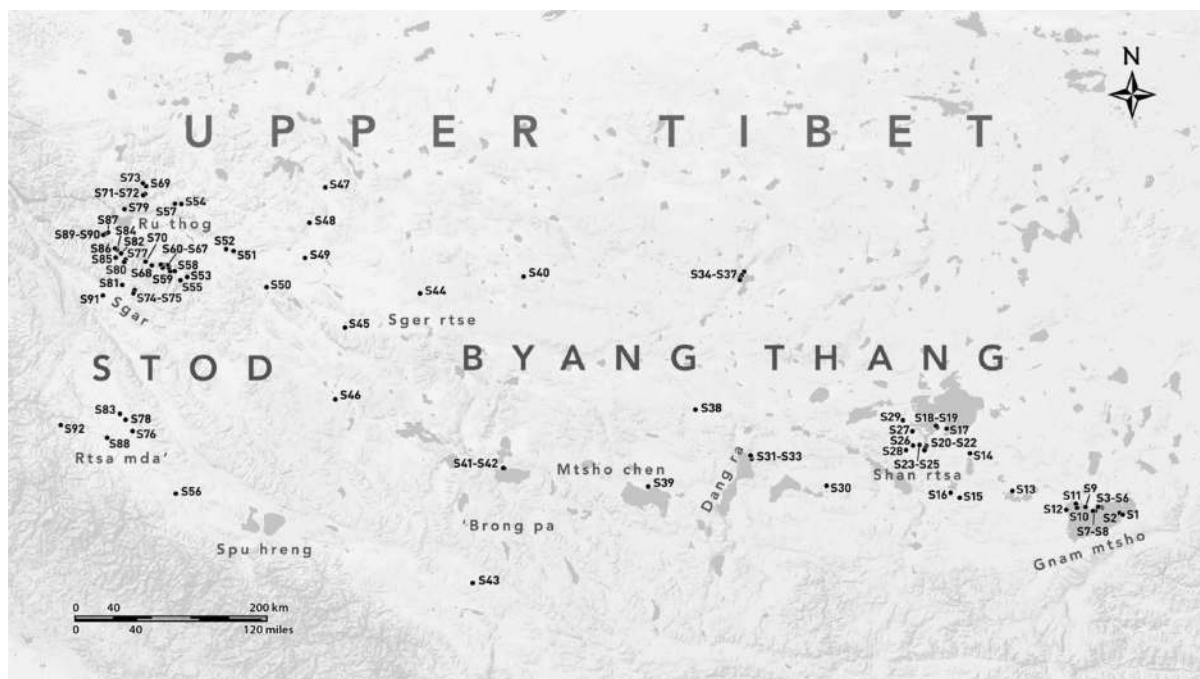 N
UPPER TIBET
S73
S69
S71-S72
S47
S79
S57
S54
S87
Ru thog
S48
S89-S90
S84
S70
S86
S82
S60-S67
S52
S85
S77
S51
S49
S80
S68
S58
S59
S53
S40
S34-S37
S81
S55
S50
S44
S91
S74-S75
Sgar
S45
Sger rtse
STOD
BYANG THANG
S46
S38
S83
S78
S29
S18-S19
S92
S76
S27
S17
S88
S26
S20-S22
Rtsa mda'
S28
S14
S41-S42
Mtsho chen
Dang ra
S31-S33
S23-S25
Shan rtsa
S39
S30
S56
S16
S15
S13
S9
S11
S3-S6
S12
S10
S2
S1
S7-S8
'Brong pa
Spu hreng
Gnam mtsho
S43
0 40 200 km
0 40 120 miles